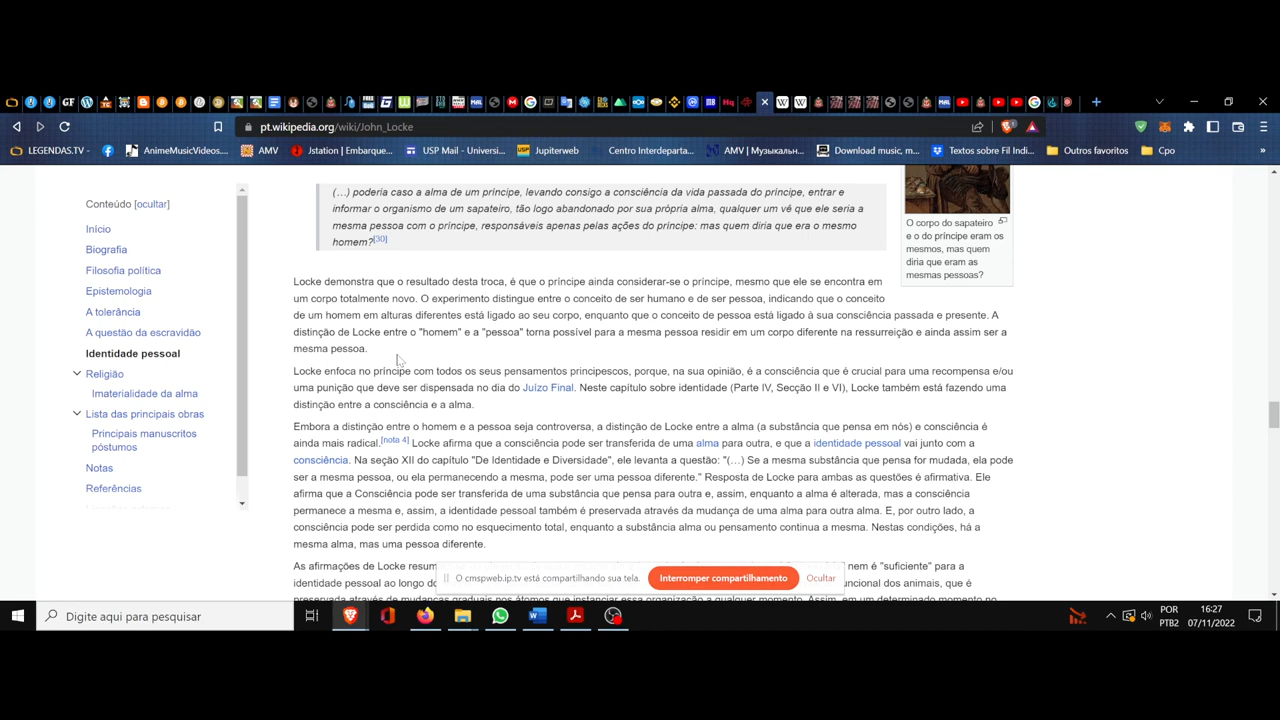 GF
pt.wikipedia.org/wiki/John_Locke
LEGENDAS.TV
AnimeMusicVideos...
AMV
Jstation | Embarque...
USP Mail - Universi...
Jupiterweb
Centro Interdeparta...
AMV | Музыкальн...
Download music, m...
Textos sobre Fil Indi...
Outros favoritos
Cpo
Conteúdo [ocultar]
Início
Biografia
Filosofia política
Epistemologia
A tolerância
A questão da escravidão
Identidade pessoal
Religião
Imaterialidade da alma
Lista das principais obras
Principais manuscritos
póstumos
Notas
Referências
(…) poderia caso a alma de um príncipe, levando consigo a consciência da vida passada do príncipe, entrar e
informar o organismo de um sapateiro, tão logo abandonado por sua própria alma, qualquer um vê que ele seria a
mesma pessoa com o príncipe, responsáveis apenas pelas ações do príncipe: mas quem diria que era o mesmo
homem?[30]
O corpo do sapateiro
e o do príncipe eram os
mesmos, mas quem
diria que eram as
mesmas pessoas?
Locke demonstra que o resultado desta troca, é que o príncipe ainda considerar-se o príncipe, mesmo que ele se encontra em
um corpo totalmente novo. O experimento distingue entre o conceito de ser humano e de ser pessoa, indicando que o conceito
de um homem em alturas diferentes está ligado ao seu corpo, enquanto que o conceito de pessoa está ligado à sua consciência passada e presente. A
distinção de Locke entre o "homem" e a "pessoa" torna possível para a mesma pessoa residir em um corpo diferente na ressurreição e ainda assim ser a
mesma pessoa.
Locke enfoca no príncipe com todos os seus pensamentos principescos, porque, na sua opinião, é a consciência que é crucial para uma recompensa e/ou
uma punição que deve ser dispensada no dia do Juízo Final. Neste capítulo sobre identidade (Parte IV, Secção II e VI), Locke também está fazendo uma
distinção entre a consciência e a alma.
Embora a distinção entre o homem e a pessoa seja controversa, a distinção de Locke entre a alma (a substância que pensa em nós) e consciência é
ainda mais radical.[nota 4] Locke afirma que a consciência pode ser transferida de uma alma para outra, e que a identidade pessoal vai junto com a
consciência. Na seção XII do capítulo "De Identidade e Diversidade", ele levanta a questão: "(…) Se a mesma substância que pensa for mudada, ela pode
ser a mesma pessoa, ou ela permanecendo a mesma, pode ser uma pessoa diferente." Resposta de Locke para ambas as questões é afirmativa. Ele
afirma que a Consciência pode ser transferida de uma substância que pensa para outra e, assim, enquanto a alma é alterada, mas a consciência
permanece a mesma e, assim, a identidade pessoal também é preservada através da mudança de uma alma para outra alma. E, por outro lado, a
consciência pode ser perdida como no esquecimento total, enquanto a substância alma ou pensamento continua a mesma. Nestas condições, há a
mesma alma, mas uma pessoa diferente.
As afirmações de Locke resum nem é "suficiente" para a
identidade pessoal ao longo do ncional dos animais, que é
preservada através de mudanças nos átomos que instanciar essa organização a qualquer momento. Assim, em um determinado momento no
O cmspweb.ip.tv está compartilhando sua tela.
Interromper compartilhamento
Ocultar
Digite aqui para pesquisar
POR
PTB2
16:27
07/11/2022